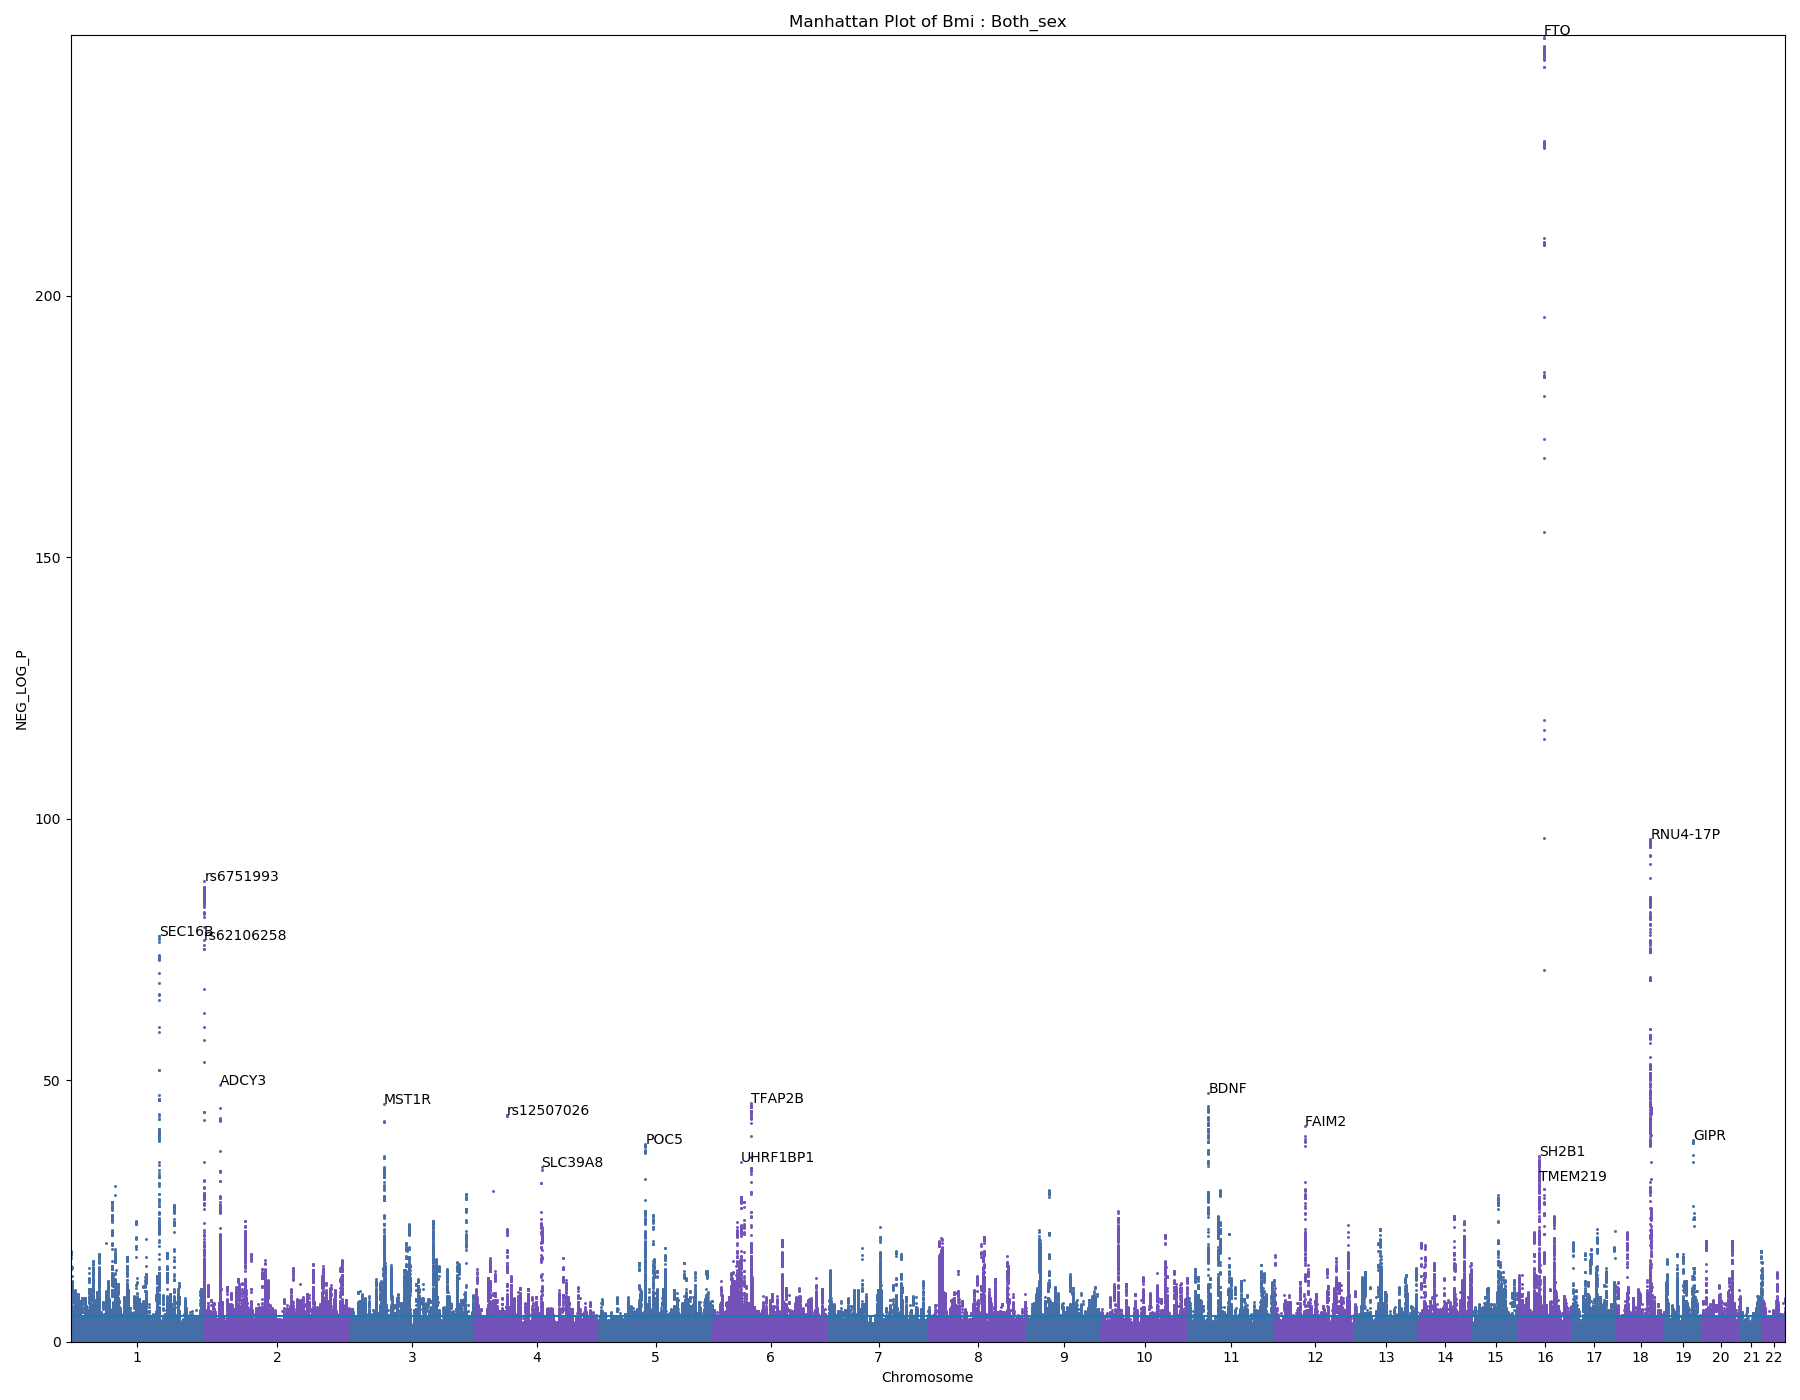 Manhattan Plot of Bmi : Both_sex
FTO
200
150
NEG_LOG_P
100
RNU4-17P
rs6751993
SEC16B
rs62106258
50
ADCY3
MST1R
rs12507026
TFAP2B
BDNF
FAIM2
GIPR
POC5
SLC39A8
UHRF1BP1
SH2B1
TMEM219
0
1 2 3 4 5 6 7 8 9 10 11 12 13 14 15 16 17 18 19 20 21 22
Chromosome